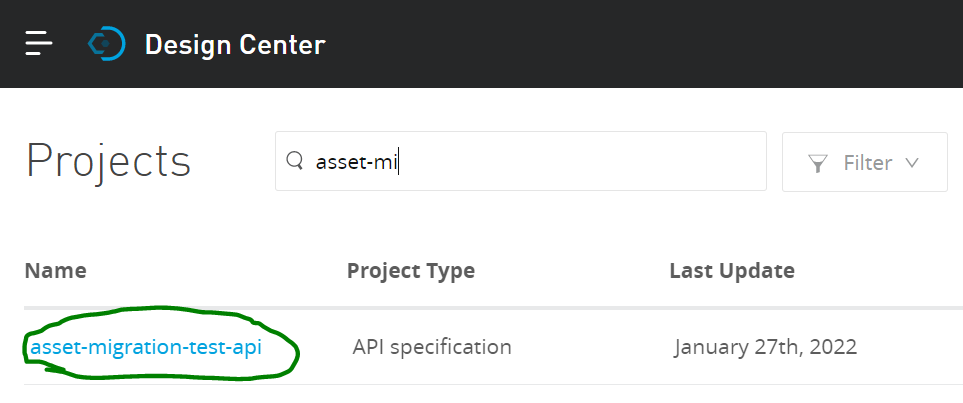 Design Center
Projects
asset-mi
Filter
Name Project Type Last Update
asset-migration-test-api API specification January 27th, 2022